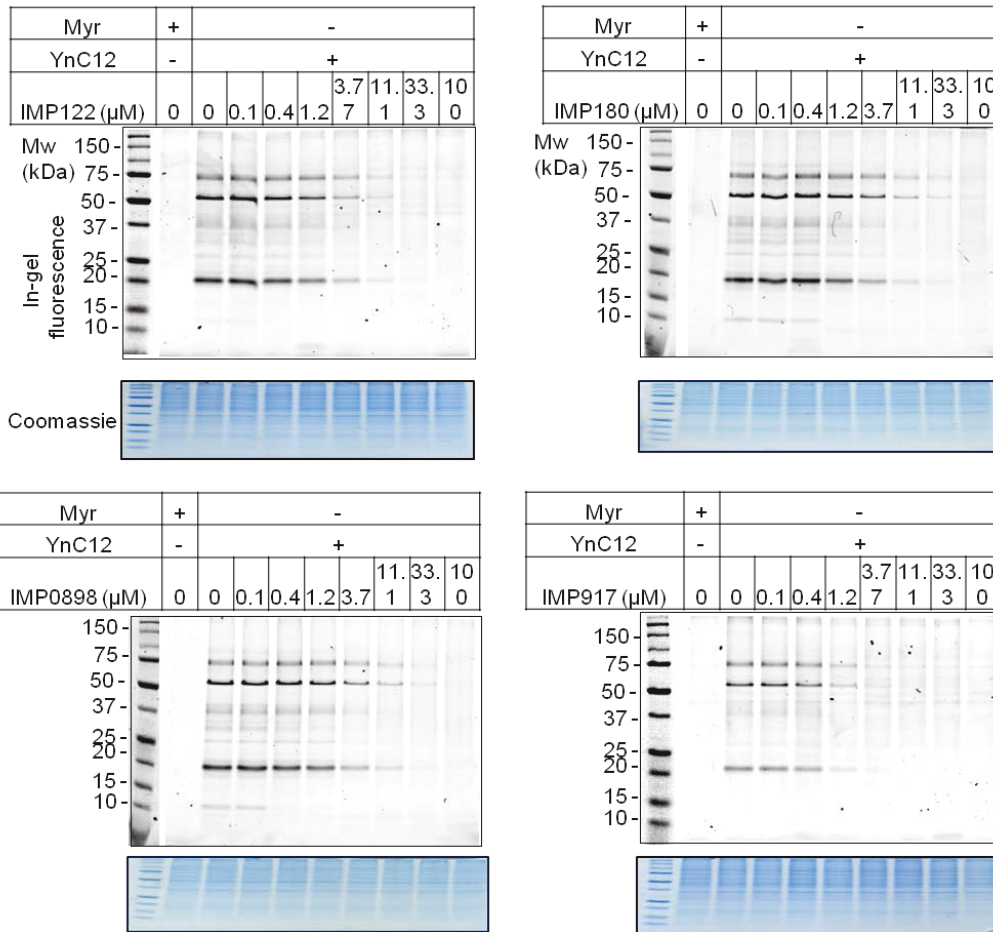 Myr + -
YnC12 - +
3.7 11. 33. 10
IMP122 (µM) 0 0 0.1 0.4 1.2 7 1 3 0
Mw
(kDa)
150 -
75 -
50 -
37 -
25 -
20 -
15 -
10 -
In-gel
fluorescence
Coomassie
Myr + -
YnC12 - +
11. 33. 10
IMP180 (µM) 0 0 0.1 0.4 1.2 3.7 1 3 0
Mw
(kDa)
150 -
75 -
50 -
37 -
25 -
20 -
15 -
10 -
Myr + -
YnC12 - +
11. 33. 10
IMP0898 (µM) 0 0 0.1 0.4 1.2 3.7 1 3 0
150 -
75 -
50 -
37 -
25 -
20 -
15 -
10 -
Myr + -
YnC12 - +
3.7 11. 33. 10
IMP917 (µM) 0 0 0.1 0.4 1.2 7 1 3 0
150 -
75 -
50 -
37 -
25 -
20 -
15 -
10 -